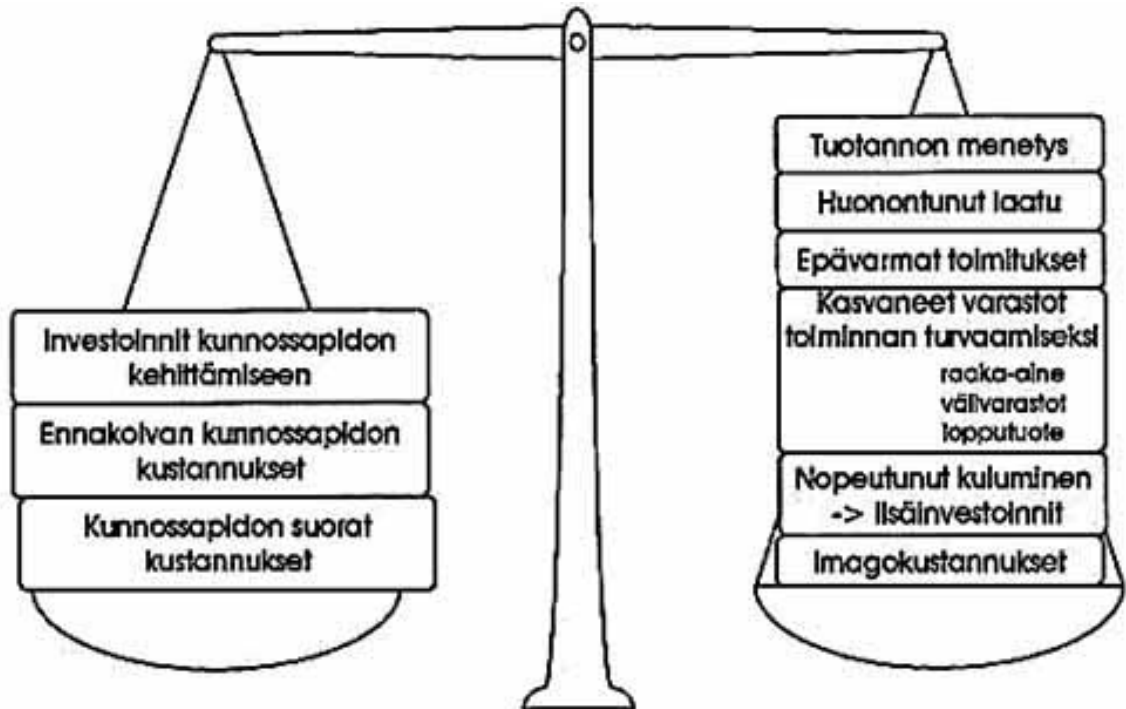 Investoinnit kunnossapidon
kehittämiseen
Ennakoivan kunnossapidon
kustannukset
Kunnossapidon suorat
kustannukset
Tuotannon menetys
Huonontunut laatu
Epävarmat toimitukset
Kasvaneet varastot
toiminnan turvaamiseksi
raaka-aine
välivarastot
lopputuote
Nopeutunut kuluminen
-> lisäinvestoinnit
Imagokustannukset